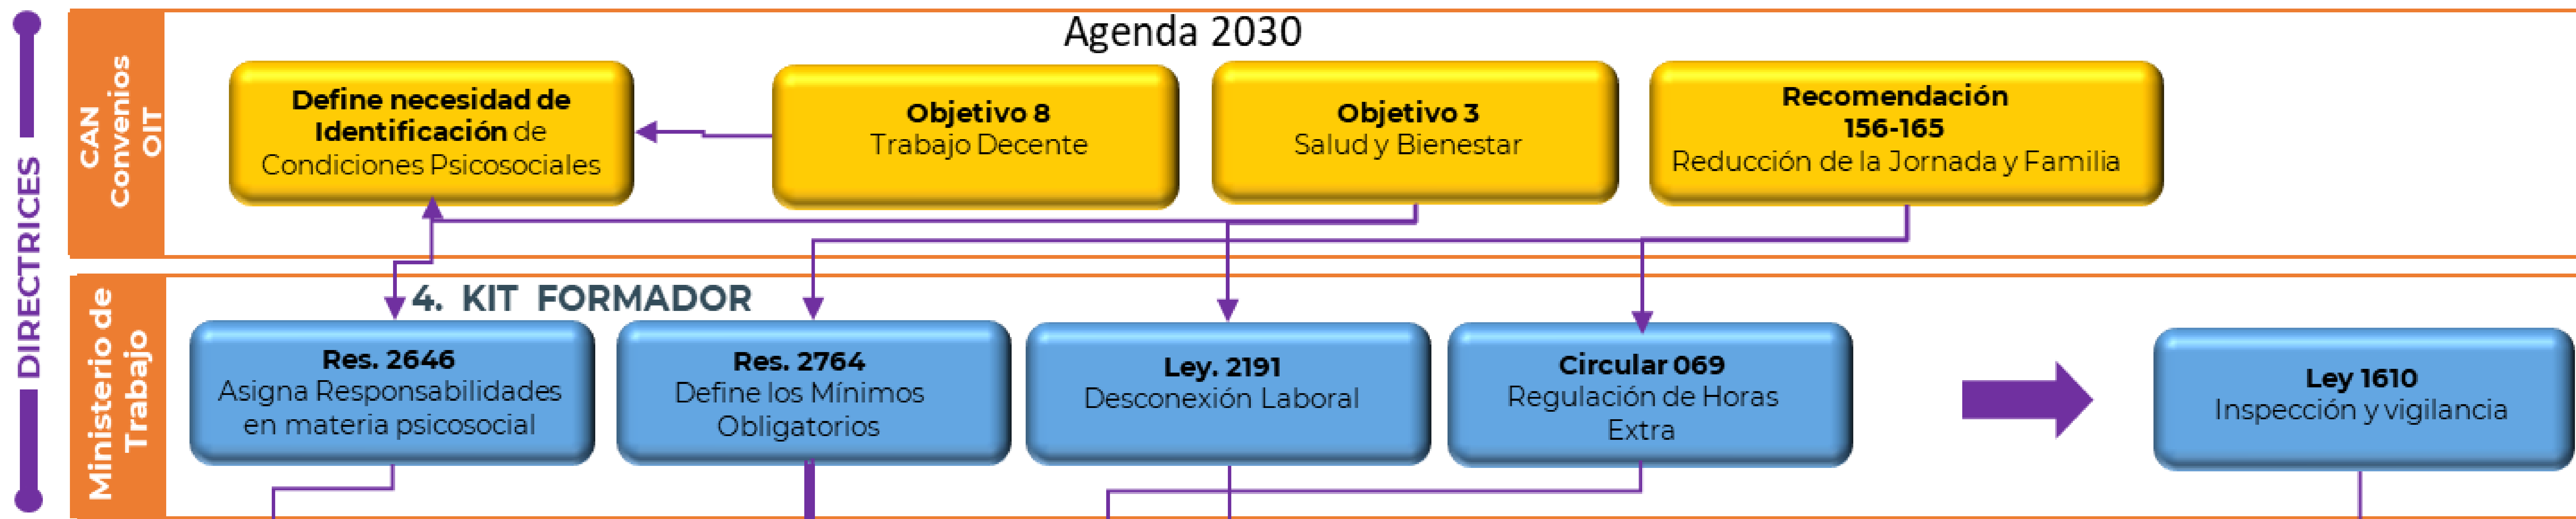 DIRECTRICES
CAN
Convenios
OIT
Agenda 2030
Define necesidad de
Identificación de
Condiciones Psicosociales
Objetivo 8
Trabajo Decente
Objetivo 3
Salud y Bienestar
Recomendación
156-165
Reducción de la Jornada y Familia
Ministerio de
Trabajo
4. KIT FORMADOR
Res. 2646
Asigna Responsabilidades
en materia psicosocial
Res. 2764
Define los Mínimos
Obligatorios
Ley. 2191
Desconexión Laboral
Circular 069
Regulación de Horas
Extra
Ley 1610
Inspección y vigilancia